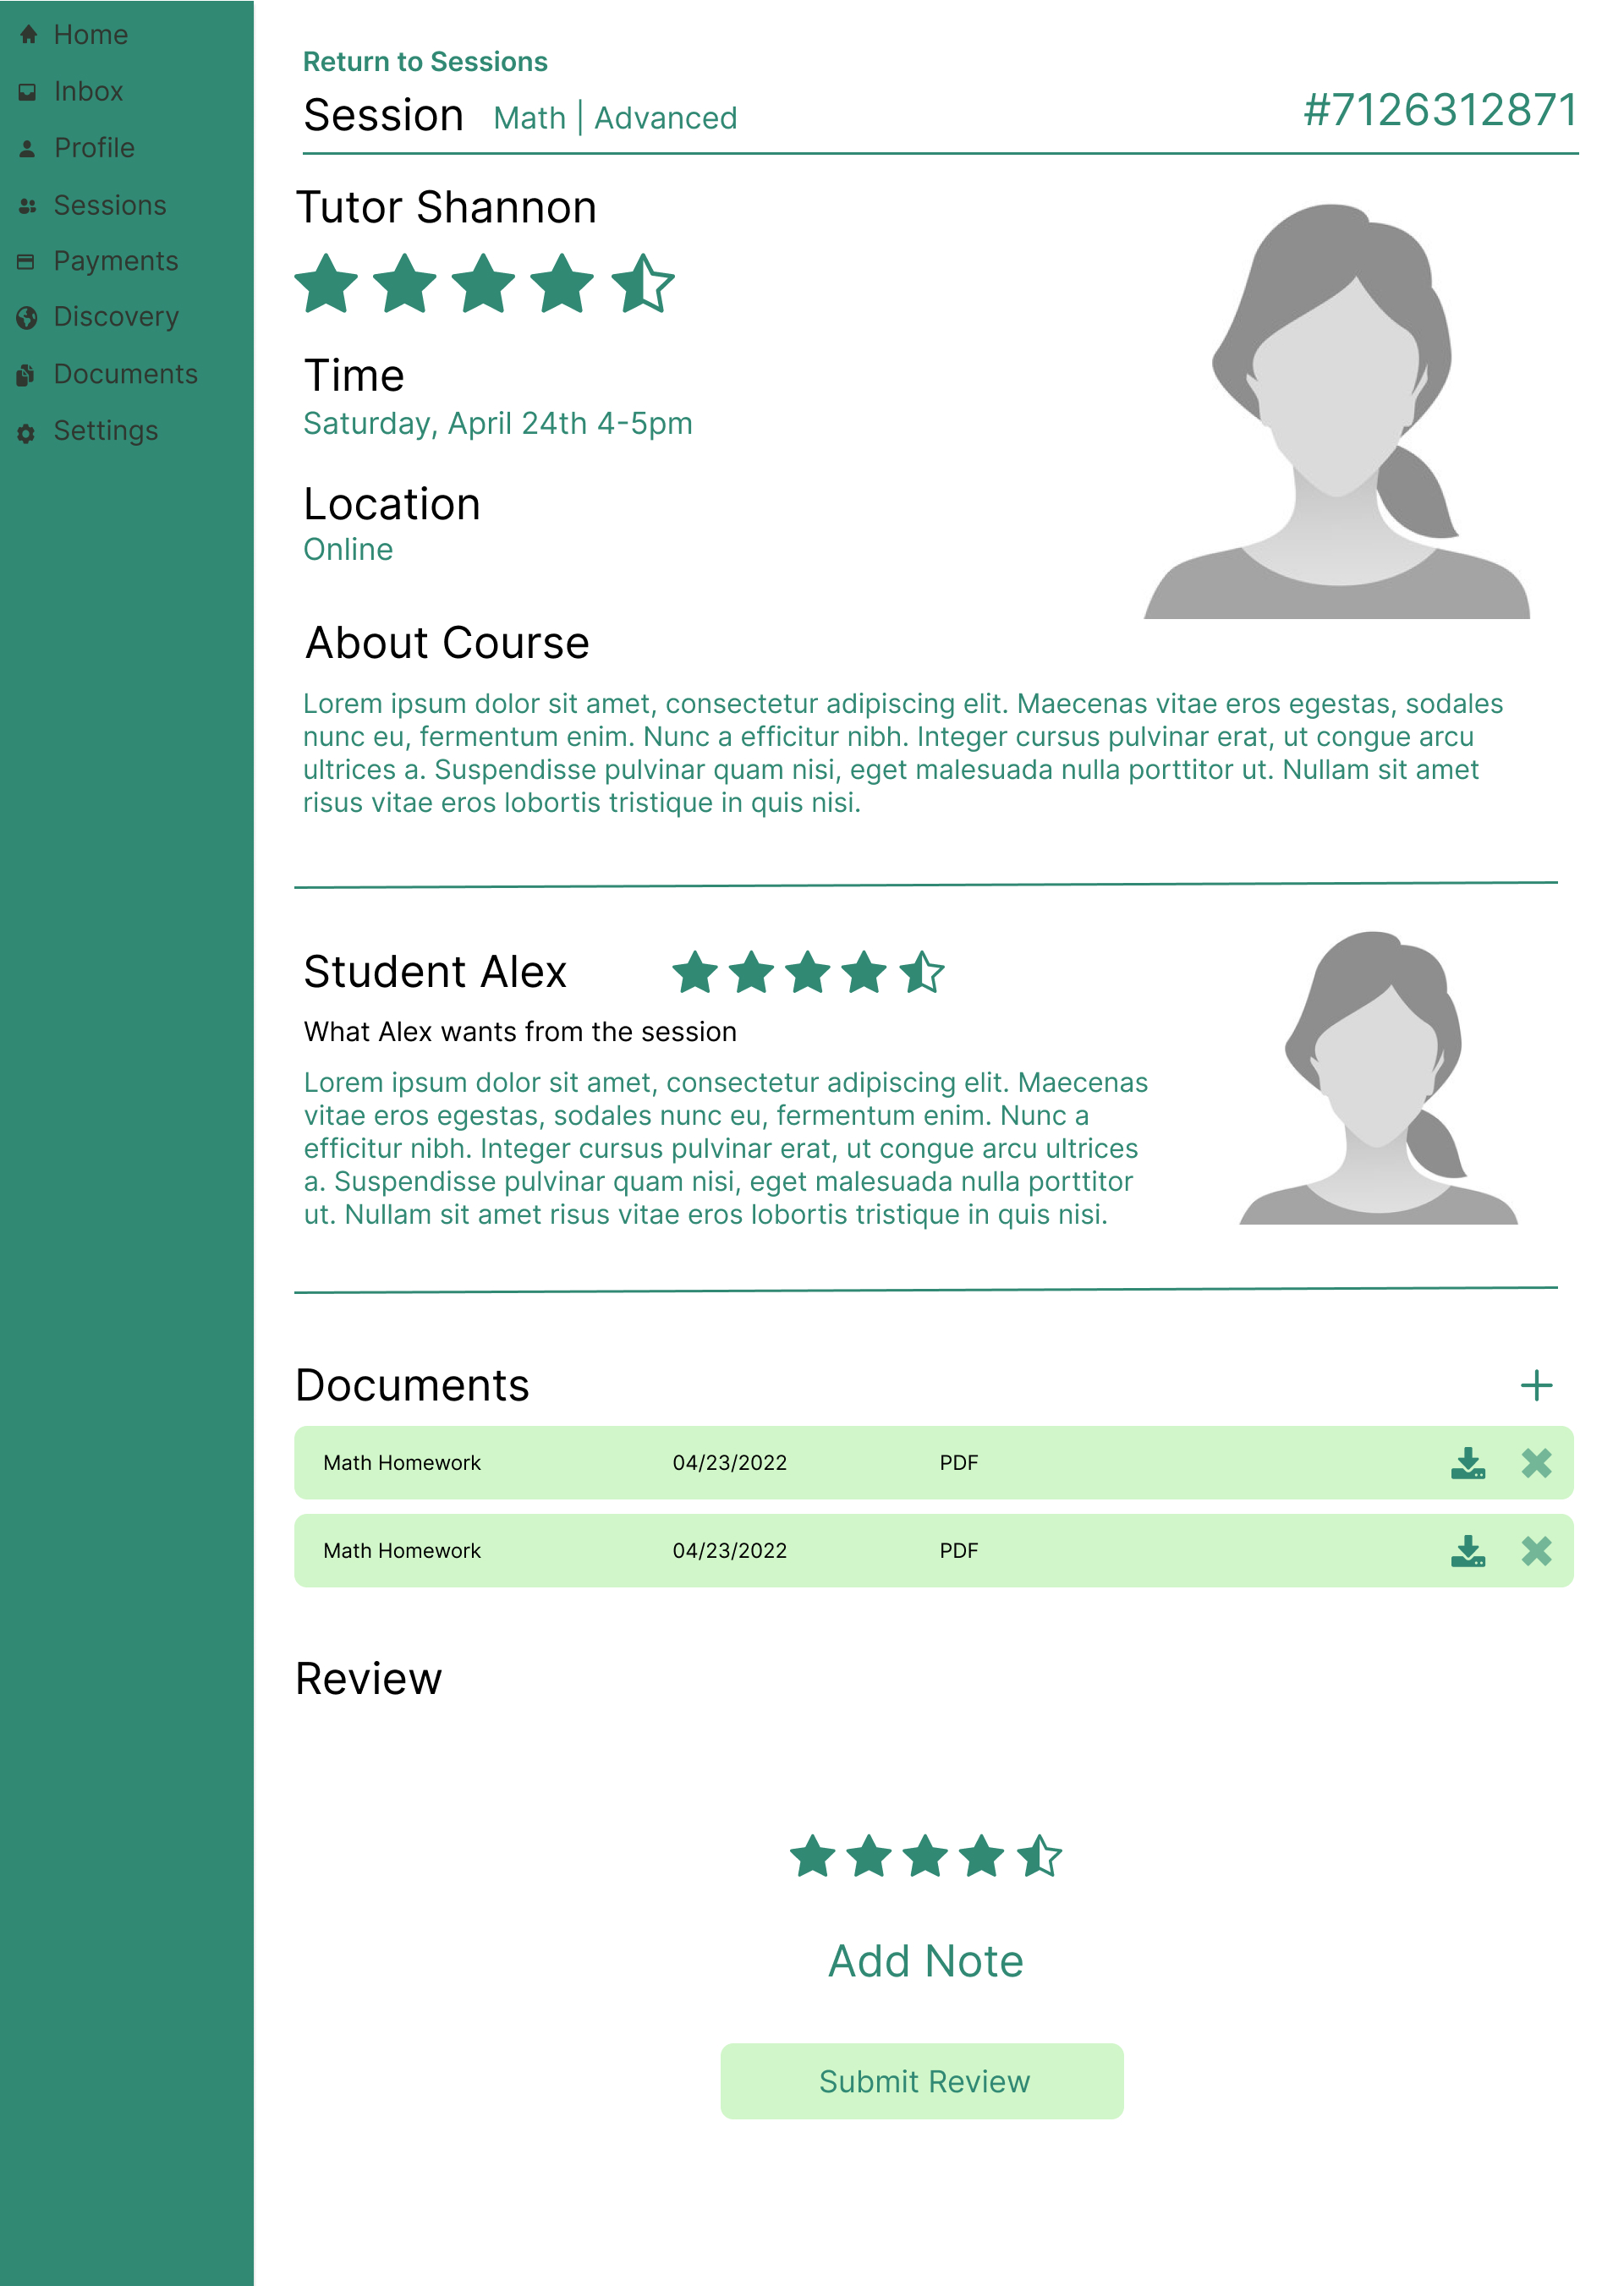 Home
Inbox
Profile
Sessions
Payments
Discovery
Documents
Settings
Return to Sessions
Session Math | Advanced #7126312871
Tutor Shannon
Time
Saturday, April 24th 4-5pm
Location
Online
About Course
Lorem ipsum dolor sit amet, consectetur adipiscing elit. Maecenas vitae eros egestas, sodales
nunc eu, fermentum enim. Nunc a efficitur nibh. Integer cursus pulvinar erat, ut congue arcu
ultrices a. Suspendisse pulvinar quam nisi, eget malesuada nulla porttitor ut. Nullam sit amet
risus vitae eros lobortis tristique in quis nisi.
Student Alex
What Alex wants from the session
Lorem ipsum dolor sit amet, consectetur adipiscing elit. Maecenas
vitae eros egestas, sodales nunc eu, fermentum enim. Nunc a
efficitur nibh. Integer cursus pulvinar erat, ut congue arcu ultrices
a. Suspendisse pulvinar quam nisi, eget malesuada nulla porttitor
ut. Nullam sit amet risus vitae eros lobortis tristique in quis nisi.
Documents
Math Homework 04/23/2022 PDF
Math Homework 04/23/2022 PDF
Review
Add Note
Submit Review